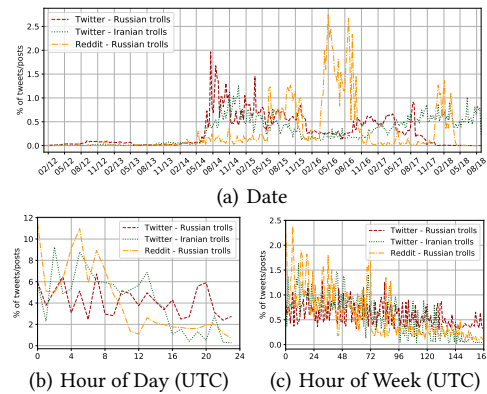 Twitter - Russian trolls
Twitter - Iranian trolls
Reddit - Russian trolls
% of tweets/posts
2.5
2.0
1.5
1.0
0.5
0.0
02/12 05/12 08/12 11/12 02/13 05/13 08/13 11/13 02/14 05/14 08/14 11/14 02/15 05/15 08/15 11/15 02/16 05/16 08/16 11/16 02/17 05/17 08/17 11/17 02/18 05/18 08/18
(a) Date
Twitter - Russian trolls
Twitter - Iranian trolls
Reddit - Russian trolls
% of tweets/posts
12
10
8
6
4
2
0
0 4 8 12 16 20 24
(b) Hour of Day (UTC)
Twitter - Russian trolls
Twitter - Iranian trolls
Reddit - Russian trolls
% of tweets/posts
2.5
2.0
1.5
1.0
0.5
0.0
0 24 48 72 96 120 144 16
(c) Hour of Week (UTC)